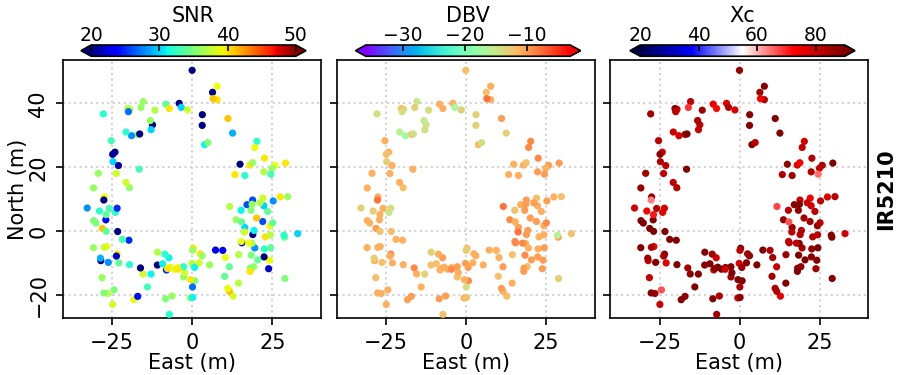 SNR DBV Xc
20 30 40 50 −30 −20 −10 20 40 60 80
40
20
0
−20
North (m)
−25 0 25 −25 0 25 −25 0 25
East (m) East (m) East (m)
IR5210